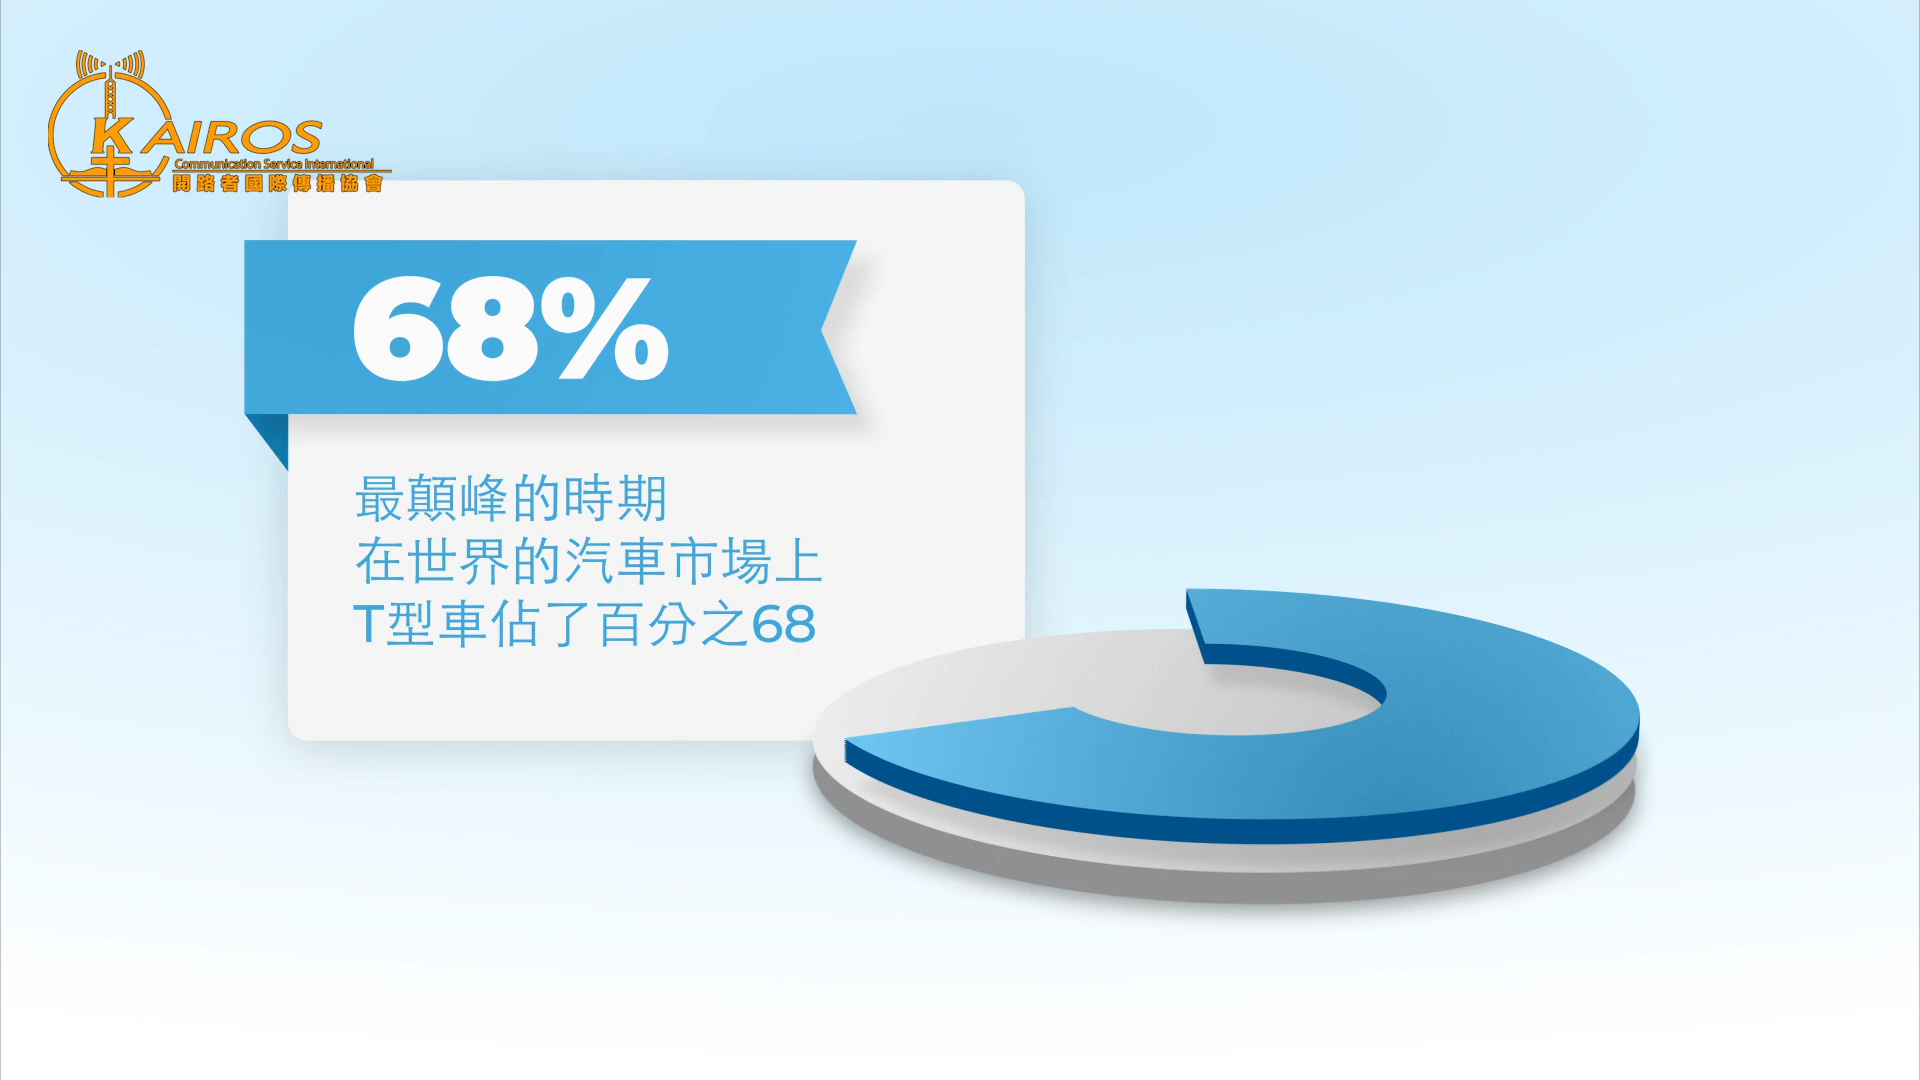 KAIROS
Communication Service International
開路者國際傳播協會
68%
最顛峰的時期
在世界的汽車市場上
T型車佔了百分之68